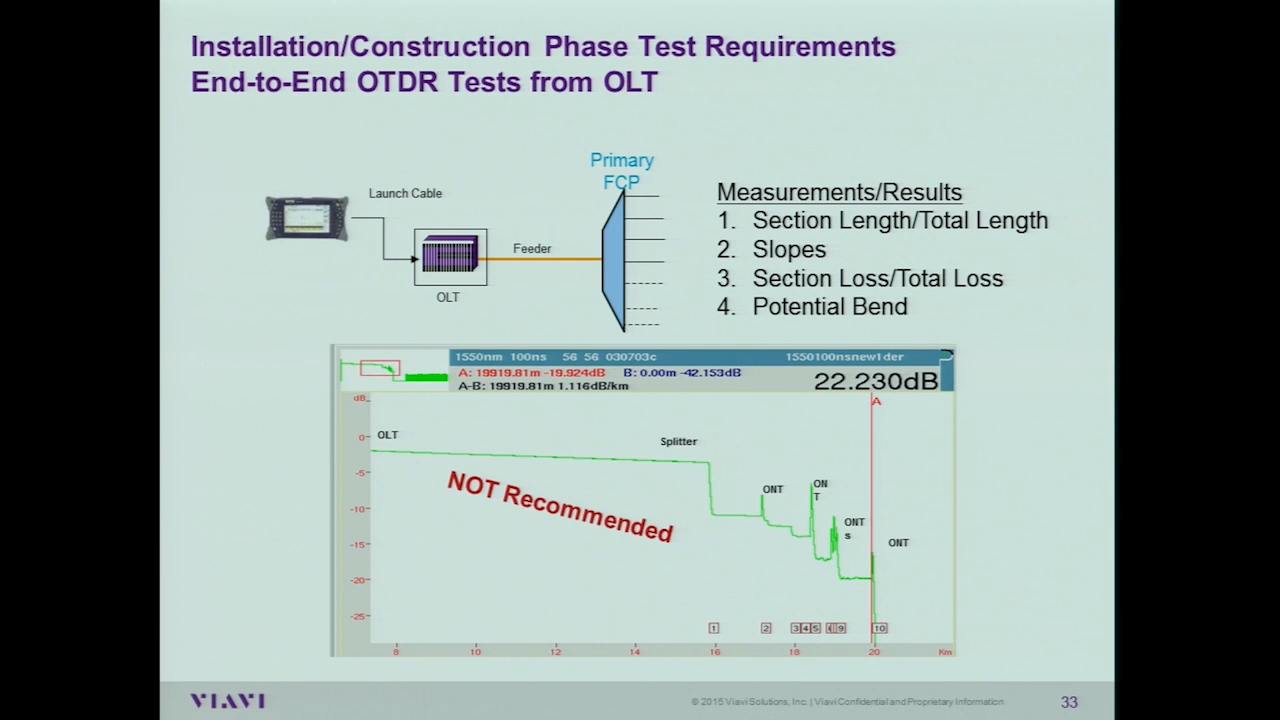 Installation/Construction Phase Test Requirements
End-to-End OTDR Tests from OLT
Primary
FCP
Launch Cable
Feeder
OLT
Measurements/Results
1. Section Length/Total Length
2. Slopes
3. Section Loss/Total Loss
4. Potential Bend
1550nm 100ns 56 56 030703c 1550100nsnew1der
A: 19919.81m -19.924dB B: 0.00m -42.153dB
A-B: 19919.81m 1.116dB/km
22.230dB
dB
A
0
-5
-10
-15
-20
-25
OLT
Splitter
NOT Recommended
ONT
ON
T
ONT
s
ONT
1 2 3 4 5 9 10
8 10 12 14 16 18 20 Km
VIAVI
© 2015 Viavi Solutions, Inc. | Viavi Confidential and Proprietary Information
33